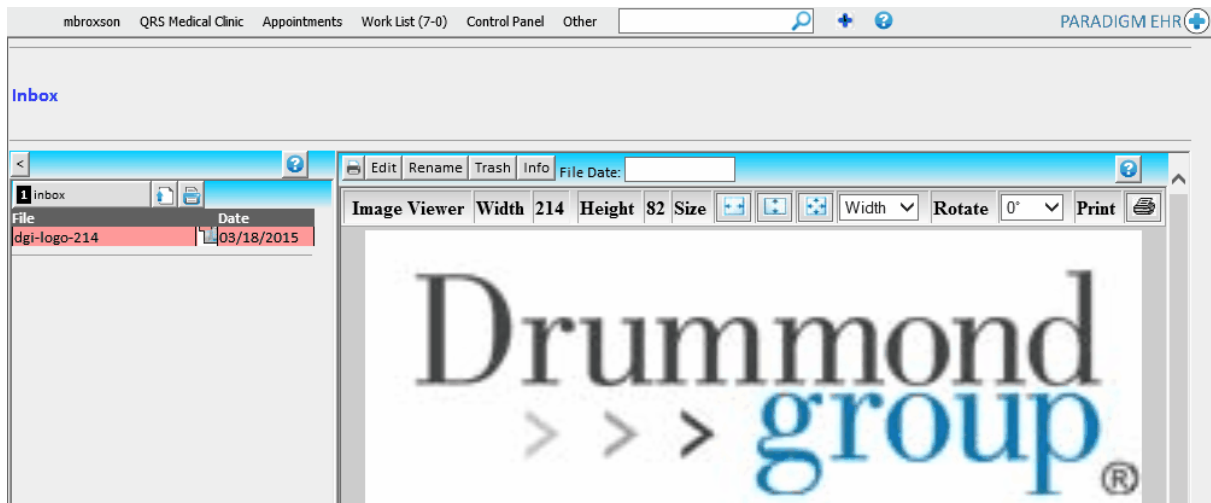 mbroxson QRS Medical Clinic Appointments Work List (7-0) Control Panel Other PARADIGM EHR
Inbox
<
1 inbox
File Date
dgi-logo-214 03/18/2015
Edit Rename Trash Info File Date:
Image Viewer Width 214 Height 82 Size Width Rotate 0° Print
Drummond
> > > group®